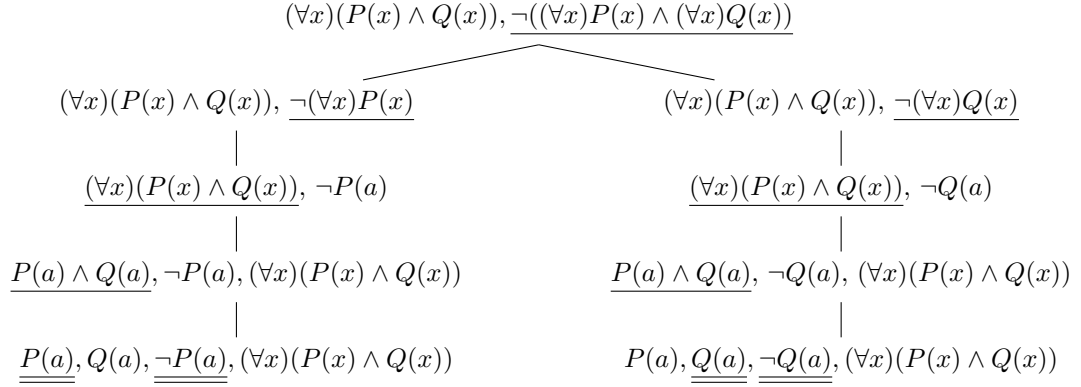 (∀x)(P(x) ∧ Q(x)), ¬((∀x)P(x) ∧ (∀x)Q(x))
(∀x)(P(x) ∧ Q(x)), ¬(∀x)P(x) (∀x)(P(x) ∧ Q(x)), ¬(∀x)Q(x)
(∀x)(P(x) ∧ Q(x)), ¬P(a) (∀x)(P(x) ∧ Q(x)), ¬Q(a)
P(a) ∧ Q(a), ¬P(a), (∀x)(P(x) ∧ Q(x)) P(a) ∧ Q(a), ¬Q(a), (∀x)(P(x) ∧ Q(x))
P(a), Q(a), ¬P(a), (∀x)(P(x) ∧ Q(x)) P(a), Q(a), ¬Q(a), (∀x)(P(x) ∧ Q(x))